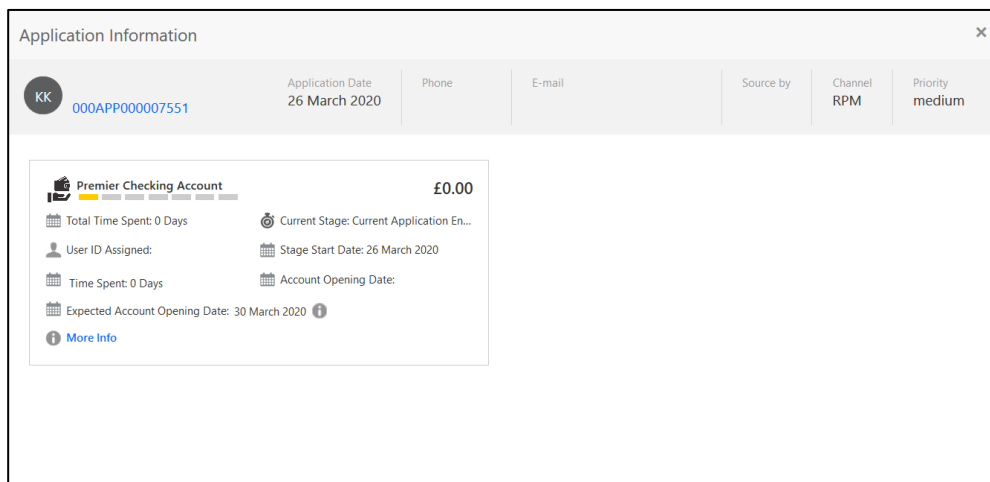 Application Information
×
KK
000APP000007551
Application Date
26 March 2020
Phone
E-mail
Source by
Channel
RPM
Priority
medium
Premier Checking Account
£0.00
Total Time Spent: 0 Days
Current Stage: Current Application En...
User ID Assigned:
Stage Start Date: 26 March 2020
Time Spent: 0 Days
Account Opening Date:
Expected Account Opening Date: 30 March 2020
More Info